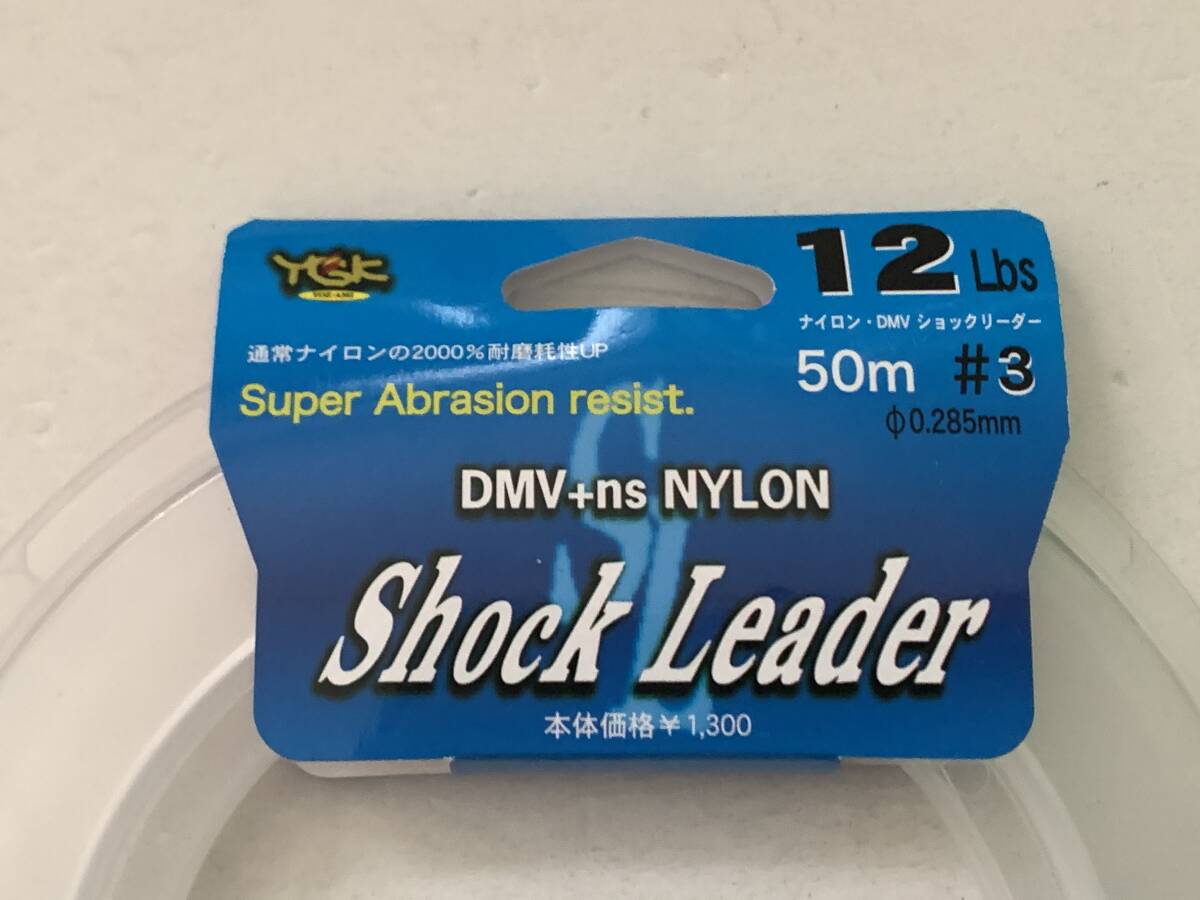 YGK
YOZ-AMI
12 Lbs
ナイロン・DMV ショックリーダー
50m #3
φ0.285mm
通常ナイロンの2000%耐磨耗性UP
Super Abrasion resist.
DMV+ns NYLON
SL
Shock Leader
本体価格¥1,300